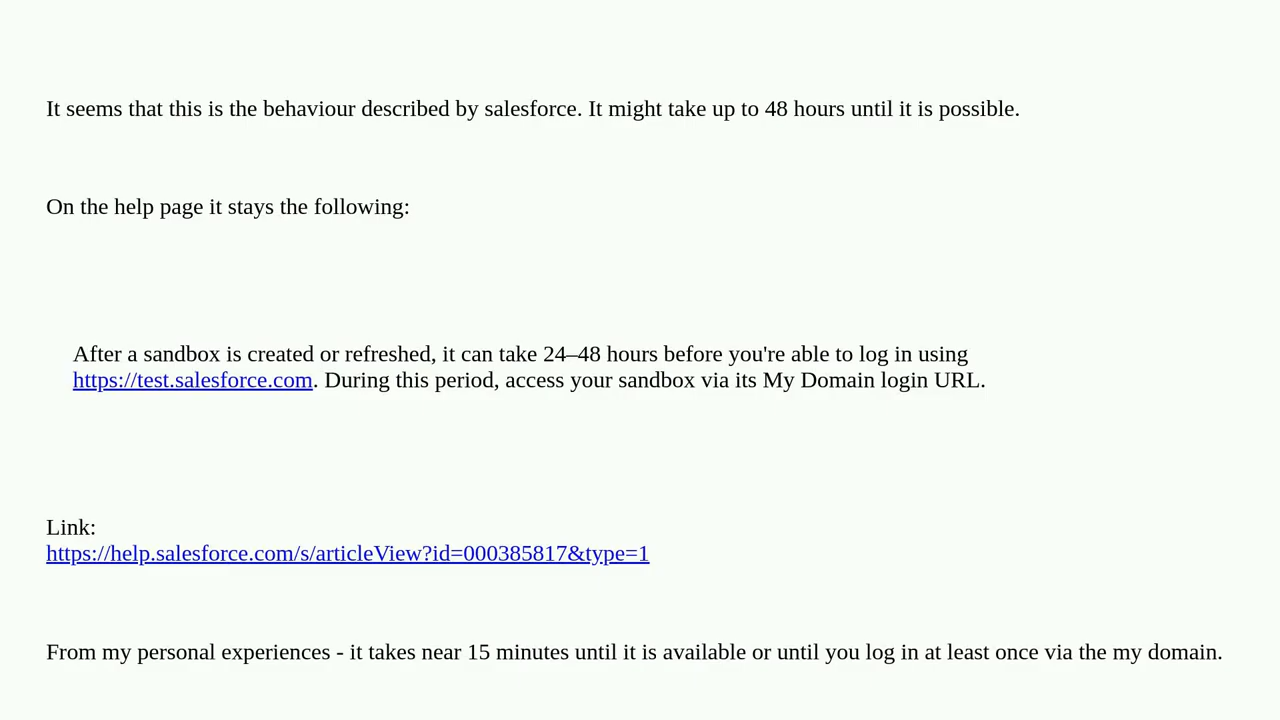 It seems that this is the behaviour described by salesforce. It might take up to 48 hours until it is possible.
On the help page it stays the following:
After a sandbox is created or refreshed, it can take 24–48 hours before you're able to log in using
https://test.salesforce.com. During this period, access your sandbox via its My Domain login URL.
Link:
https://help.salesforce.com/s/articleView?id=000385817&type=1
From my personal experiences - it takes near 15 minutes until it is available or until you log in at least once via the my domain.